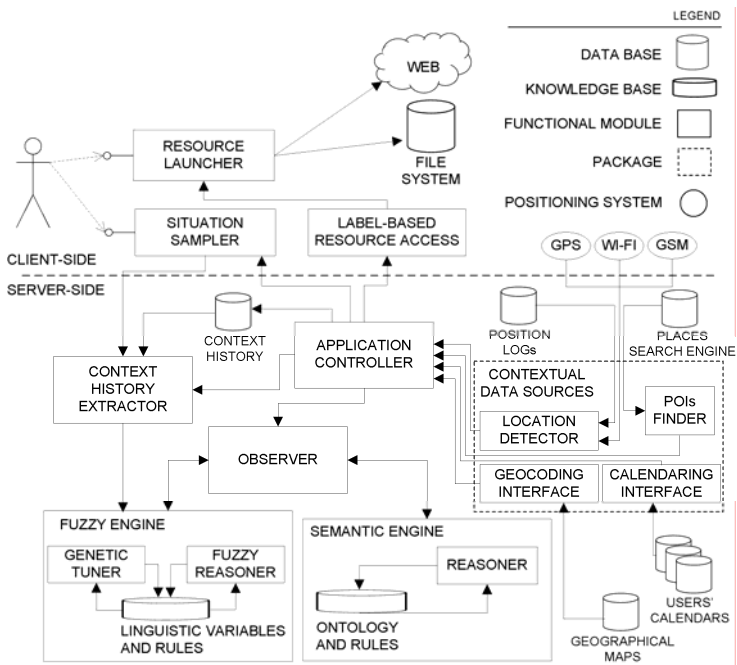 LEGEND
DATA BASE
KNOWLEDGE BASE
FUNCTIONAL MODULE
PACKAGE
POSITIONING SYSTEM
WEB
FILE
SYSTEM
RESOURCE
LAUNCHER
SITUATION
SAMPLER
LABEL-BASED
RESOURCE ACCESS
GPS
WI-FI
GSM
CLIENT-SIDE
SERVER-SIDE
CONTEXT
HISTORY
POSITION
LOGs
PLACES
SEARCH ENGINE
APPLICATION
CONTROLLER
CONTEXT
HISTORY
EXTRACTOR
CONTEXTUAL
DATA SOURCES
LOCATION
DETECTOR
POIs
FINDER
OBSERVER
GEOCODING
INTERFACE
CALENDARING
INTERFACE
FUZZY ENGINE
GENETIC
TUNER
FUZZY
REASONER
LINGUISTIC VARIABLES
AND RULES
SEMANTIC ENGINE
REASONER
ONTOLOGY
AND RULES
USERS'
CALENDARS
GEOGRAPHICAL
MAPS